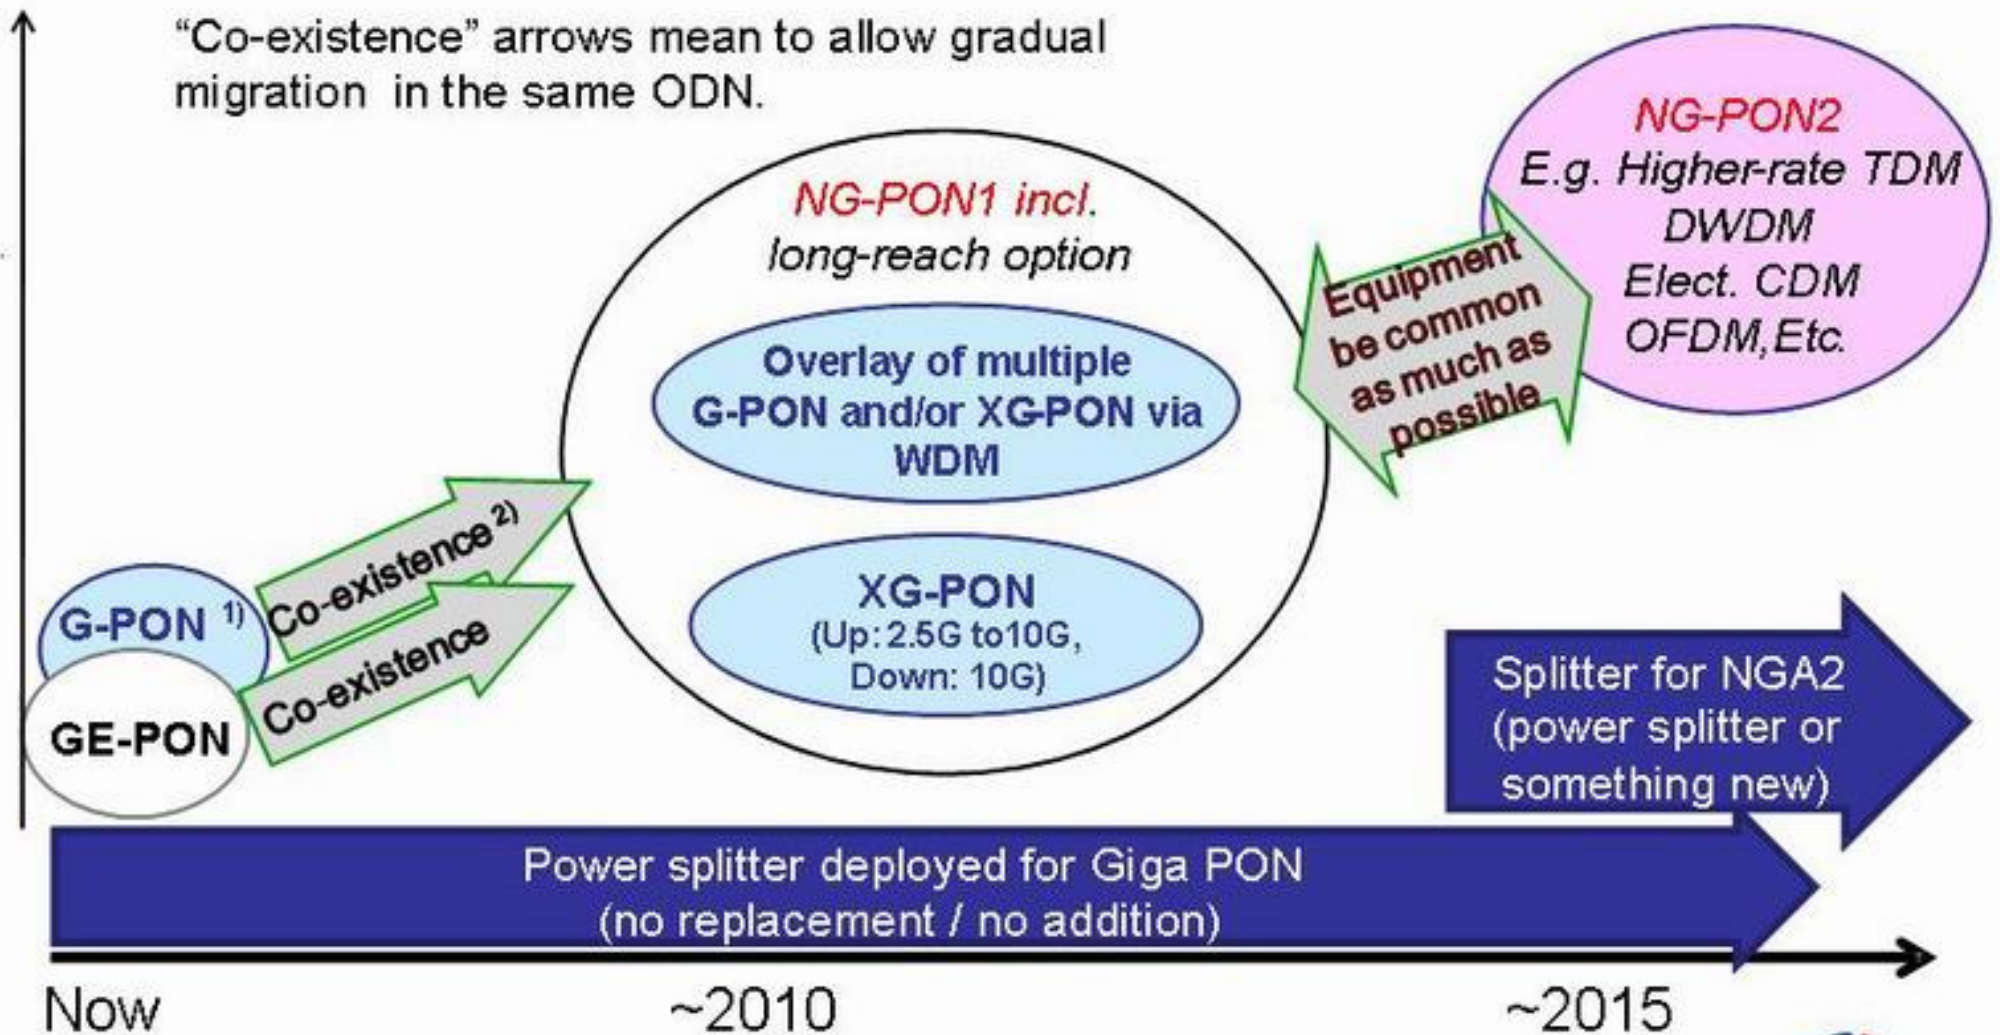 “Co-existence” arrows mean to allow gradual
migration in the same ODN.
NG-PON2
E.g. Higher-rate TDM
DWDM
Elect. CDM
OFDM,Etc.
NG-PON1 incl.
long-reach option
Equipment
be common
as much as
possible
Overlay of multiple
G-PON and/or XG-PON via
WDM
Co-existence 2)
G-PON 1)
Co-existence
XG-PON
(Up: 2.5G to10G,
Down: 10G)
GE-PON
Splitter for NGA2
(power splitter or
something new)
Power splitter deployed for Giga PON
(no replacement / no addition)
Now
~2010
~2015